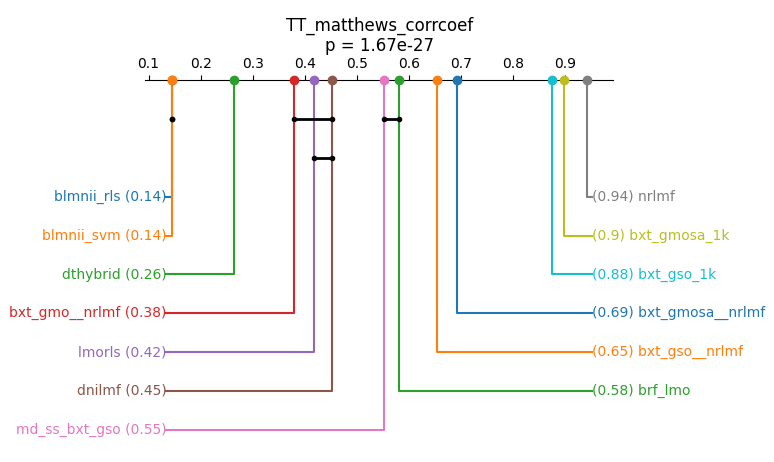 TT_matthews_corrcoef
p = 1.67e-27
0.1 0.2 0.3 0.4 0.5 0.6 0.7 0.8 0.9
blmnii_rls (0.14)
(0.94) nrlmf
blmnii_svm (0.14)
(0.9) bxt_gmosa_1k
dthybrid (0.26)
(0.88) bxt_gso_1k
bxt_gmo__nrlmf (0.38)
(0.69) bxt_gmosa__nrlmf
lmorls (0.42)
(0.65) bxt_gso__nrlmf
dnilmf (0.45)
(0.58) brf_lmo
md_ss_bxt_gso (0.55)